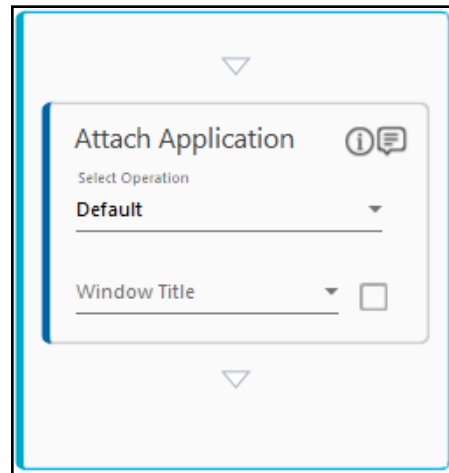 Attach Application
Select Operation
Default
Window Title